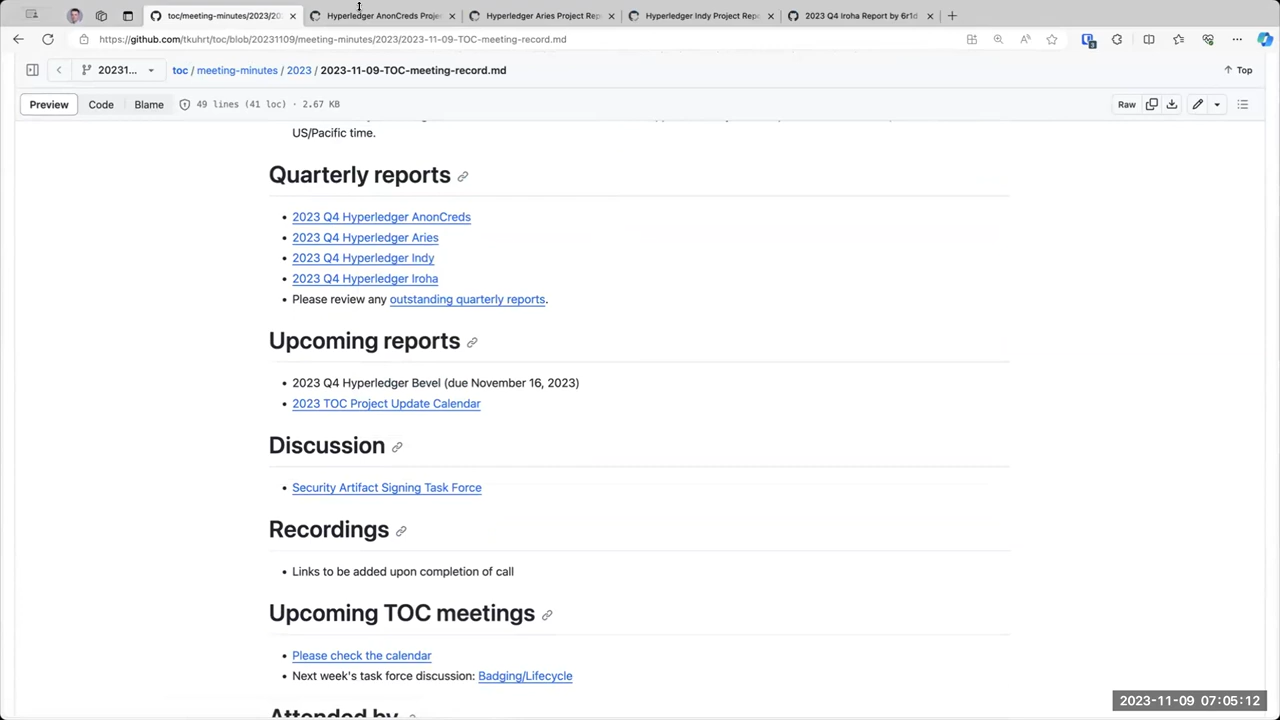 toc/meeting-minutes/2023/20
Hyperledger AnonCreds Proje
Hyperledger Aries Project Rep
Hyperledger Indy Project Repo
2023 Q4 Iroha Report by 6r1d
https://github.com/tkuhrt/toc/blob/20231109/meeting-minutes/2023/2023-11-09-TOC-meeting-record.md
20231...
toc / meeting-minutes / 2023 / 2023-11-09-TOC-meeting-record.md
Top
Preview
Code
Blame
49 lines (41 loc) · 2.67 KB
Raw
US/Pacific time.
Quarterly reports
• 2023 Q4 Hyperledger AnonCreds
• 2023 Q4 Hyperledger Aries
• 2023 Q4 Hyperledger Indy
• 2023 Q4 Hyperledger Iroha
• Please review any outstanding quarterly reports.
Upcoming reports
• 2023 Q4 Hyperledger Bevel (due November 16, 2023)
• 2023 TOC Project Update Calendar
Discussion
• Security Artifact Signing Task Force
Recordings
• Links to be added upon completion of call
Upcoming TOC meetings
• Please check the calendar
• Next week's task force discussion: Badging/Lifecycle
Attended by
2023-11-09 07:05:12